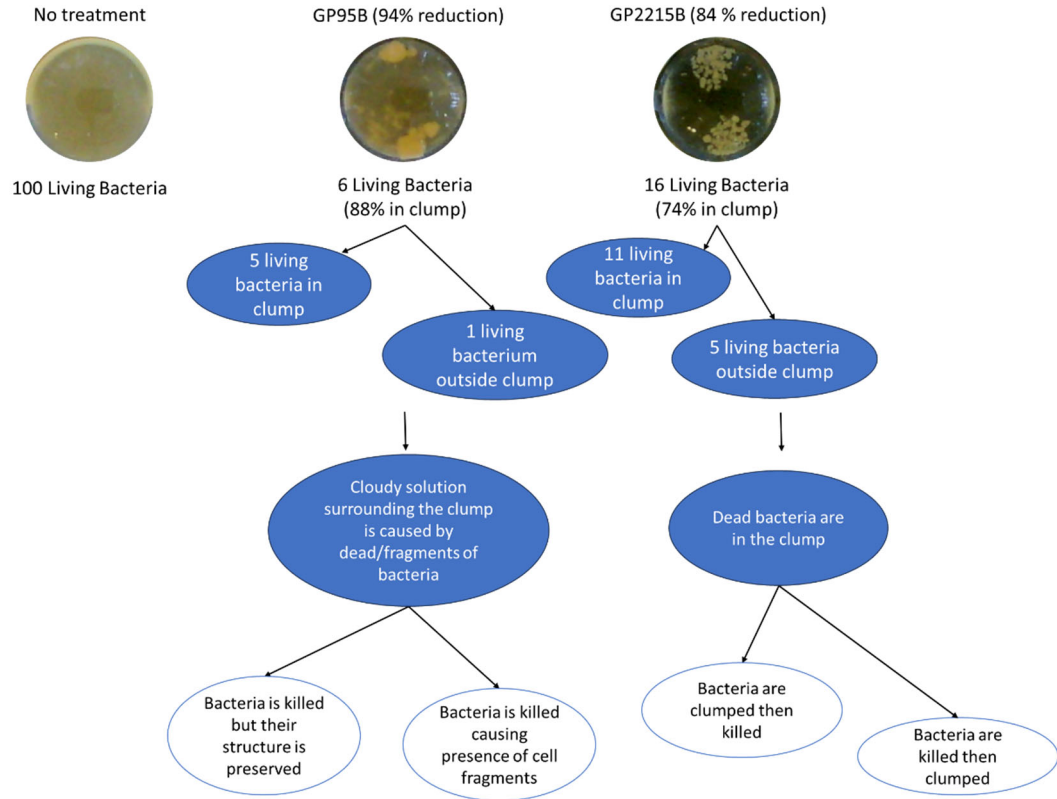 No treatment
GP95B (94% reduction)
GP2215B (84 % reduction)
100 Living Bacteria
6 Living Bacteria
(88% in clump)
16 Living Bacteria
(74% in clump)
5 living
bacteria in
clump
1 living
bacterium
outside clump
11 living
bacteria in
clump
5 living bacteria
outside clump
Cloudy solution
surrounding the clump
is caused by
dead/fragments of
bacteria
Dead bacteria are
in the clump
Bacteria is killed
but their
structure is
preserved
Bacteria is killed
causing
presence of cell
fragments
Bacteria are
clumped then
killed
Bacteria are
killed then
clumped